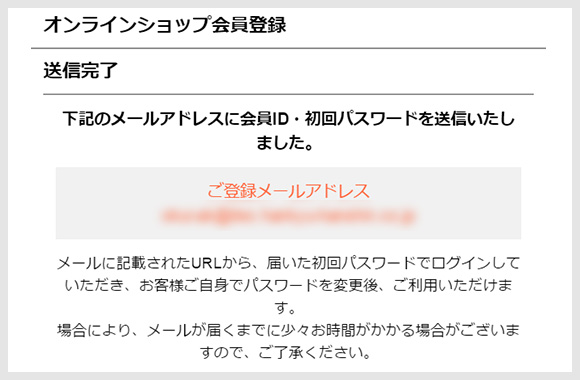 オンラインショップ会員登録
送信完了
下記のメールアドレスに会員ID・初回パスワードを送信いたし
ました。
ご登録メールアドレス
メールに記載されたURLから、届いた初回パスワードでログインして
いただき、お客様ご自身でパスワードを変更後、ご利用いただけま
す。
場合により、メールが届くまでに少々お時間がかかる場合がございま
すので、ご了承ください。